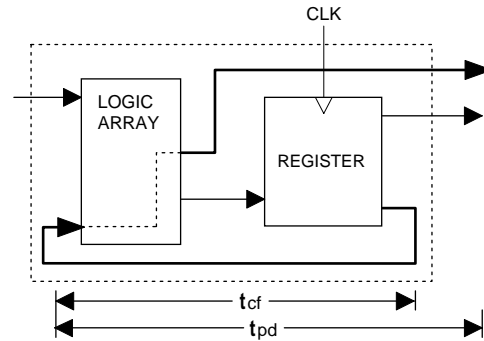 CLK
LOGIC
ARRAY
REGISTER
tcf
tpd